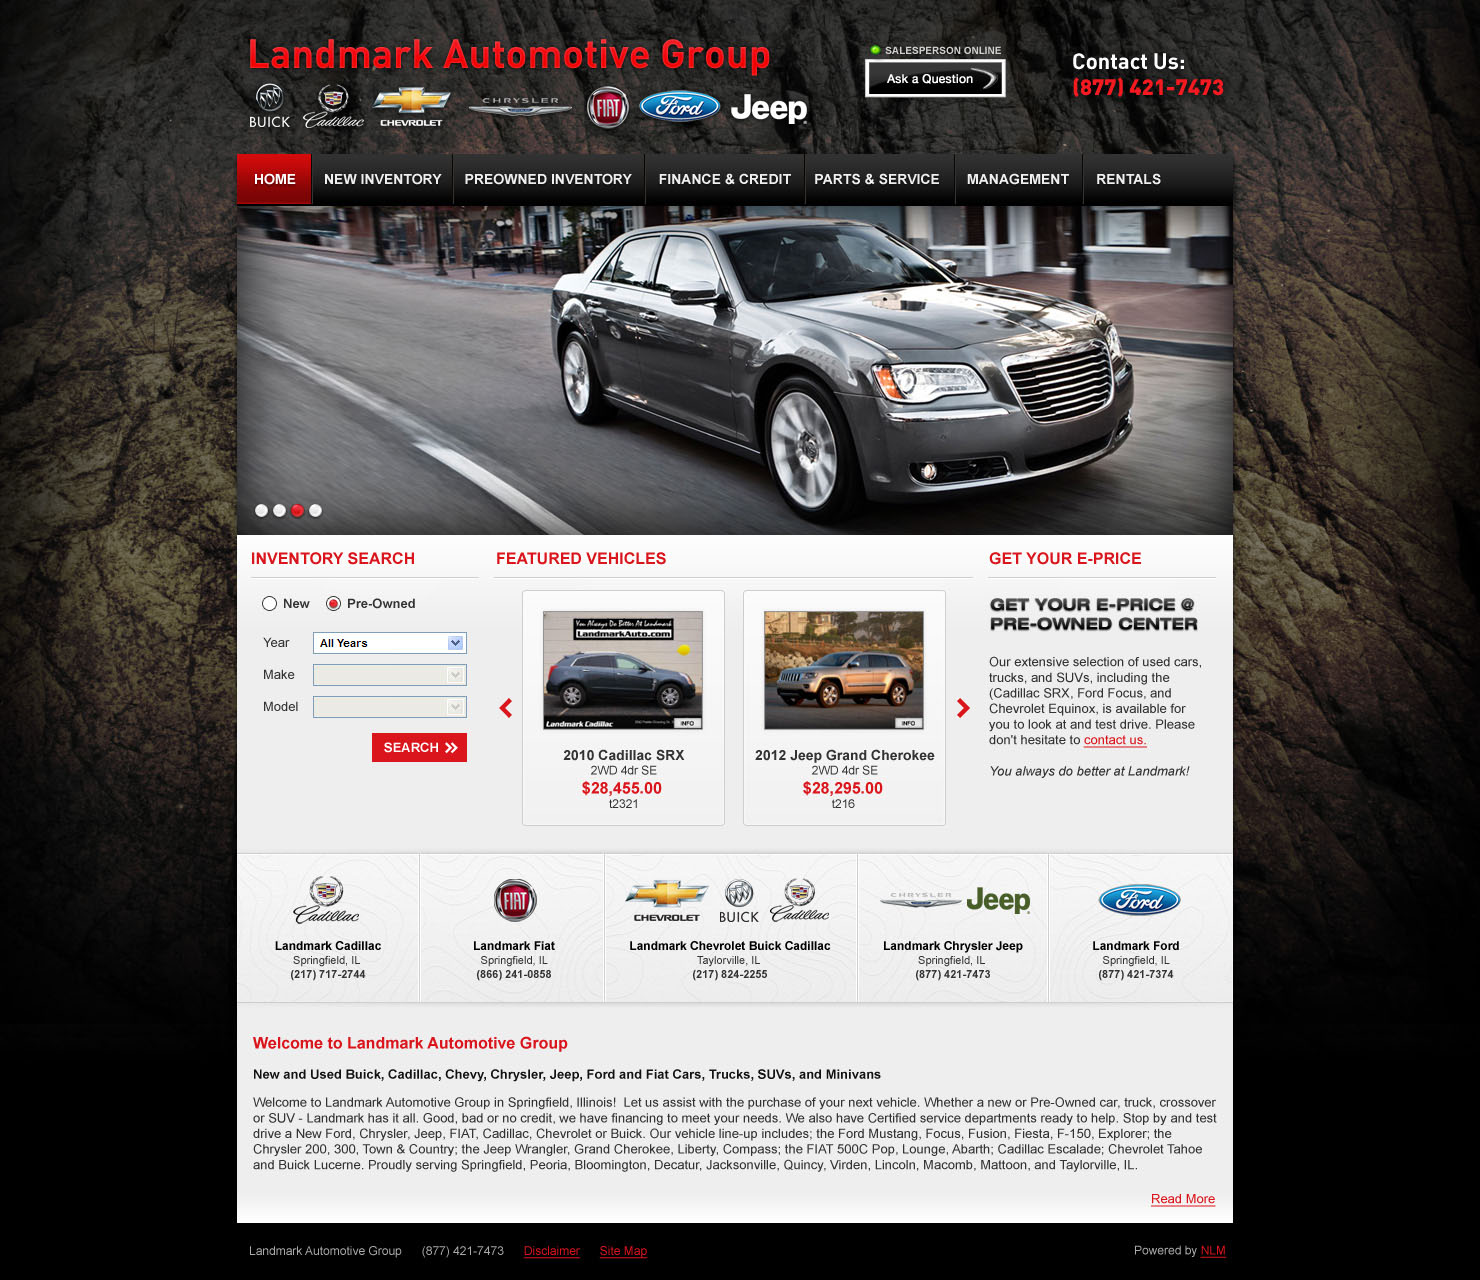 Landmark Automotive Group
SALESPERSON ONLINE
Ask a Question
Contact Us:
(877) 421-7473
BUICK
Cadillac
CHEVROLET
CHRYSLER
FIAT
Ford
Jeep
HOME
NEW INVENTORY
PREOWNED INVENTORY
FINANCE & CREDIT
PARTS & SERVICE
MANAGEMENT
RENTALS
INVENTORY SEARCH
New
Pre-Owned
Year
All Years
Make
Model
SEARCH
FEATURED VEHICLES
You Always Do Better At Landmark
LandmarkAuto.com
Landmark Cadillac
INFO
2010 Cadillac SRX
2WD 4dr SE
$28,455.00
t2321
INFO
2012 Jeep Grand Cherokee
2WD 4dr SE
$28,295.00
t216
GET YOUR E-PRICE
GET YOUR E-PRICE @
PRE-OWNED CENTER
Our extensive selection of used cars,
trucks, and SUVs, including the
(Cadillac SRX, Ford Focus, and
Chevrolet Equinox, is available for
you to look at and test drive. Please
don't hesitate to contact us.
You always do better at Landmark!
Cadillac
Landmark Cadillac
Springfield, IL
(217) 717-2744
FIAT
Landmark Fiat
Springfield, IL
(866) 241-0858
CHEVROLET
BUICK
Cadillac
Landmark Chevrolet Buick Cadillac
Taylorville, IL
(217) 824-2255
CHRYSLER
Jeep
Landmark Chrysler Jeep
Springfield, IL
(877) 421-7473
Ford
Landmark Ford
Springfield, IL
(877) 421-7374
Welcome to Landmark Automotive Group
New and Used Buick, Cadillac, Chevy, Chrysler, Jeep, Ford and Fiat Cars, Trucks, SUVs, and Minivans
Welcome to Landmark Automotive Group in Springfield, Illinois! Let us assist with the purchase of your next vehicle. Whether a new or Pre-Owned car, truck, crossover
or SUV - Landmark has it all. Good, bad or no credit, we have financing to meet your needs. We also have Certified service departments ready to help. Stop by and test
drive a New Ford, Chrysler, Jeep, FIAT, Cadillac, Chevrolet or Buick. Our vehicle line-up includes; the Ford Mustang, Focus, Fusion, Fiesta, F-150, Explorer; the
Chrysler 200, 300, Town & Country; the Jeep Wrangler, Grand Cherokee, Liberty, Compass; the FIAT 500C Pop, Lounge, Abarth; Cadillac Escalade; Chevrolet Tahoe
and Buick Lucerne. Proudly serving Springfield, Peoria, Bloomington, Decatur, Jacksonville, Quincy, Virden, Lincoln, Macomb, Mattoon, and Taylorville, IL.
Read More
Landmark Automotive Group
(877) 421-7473
Disclaimer
Site Map
Powered by NLM